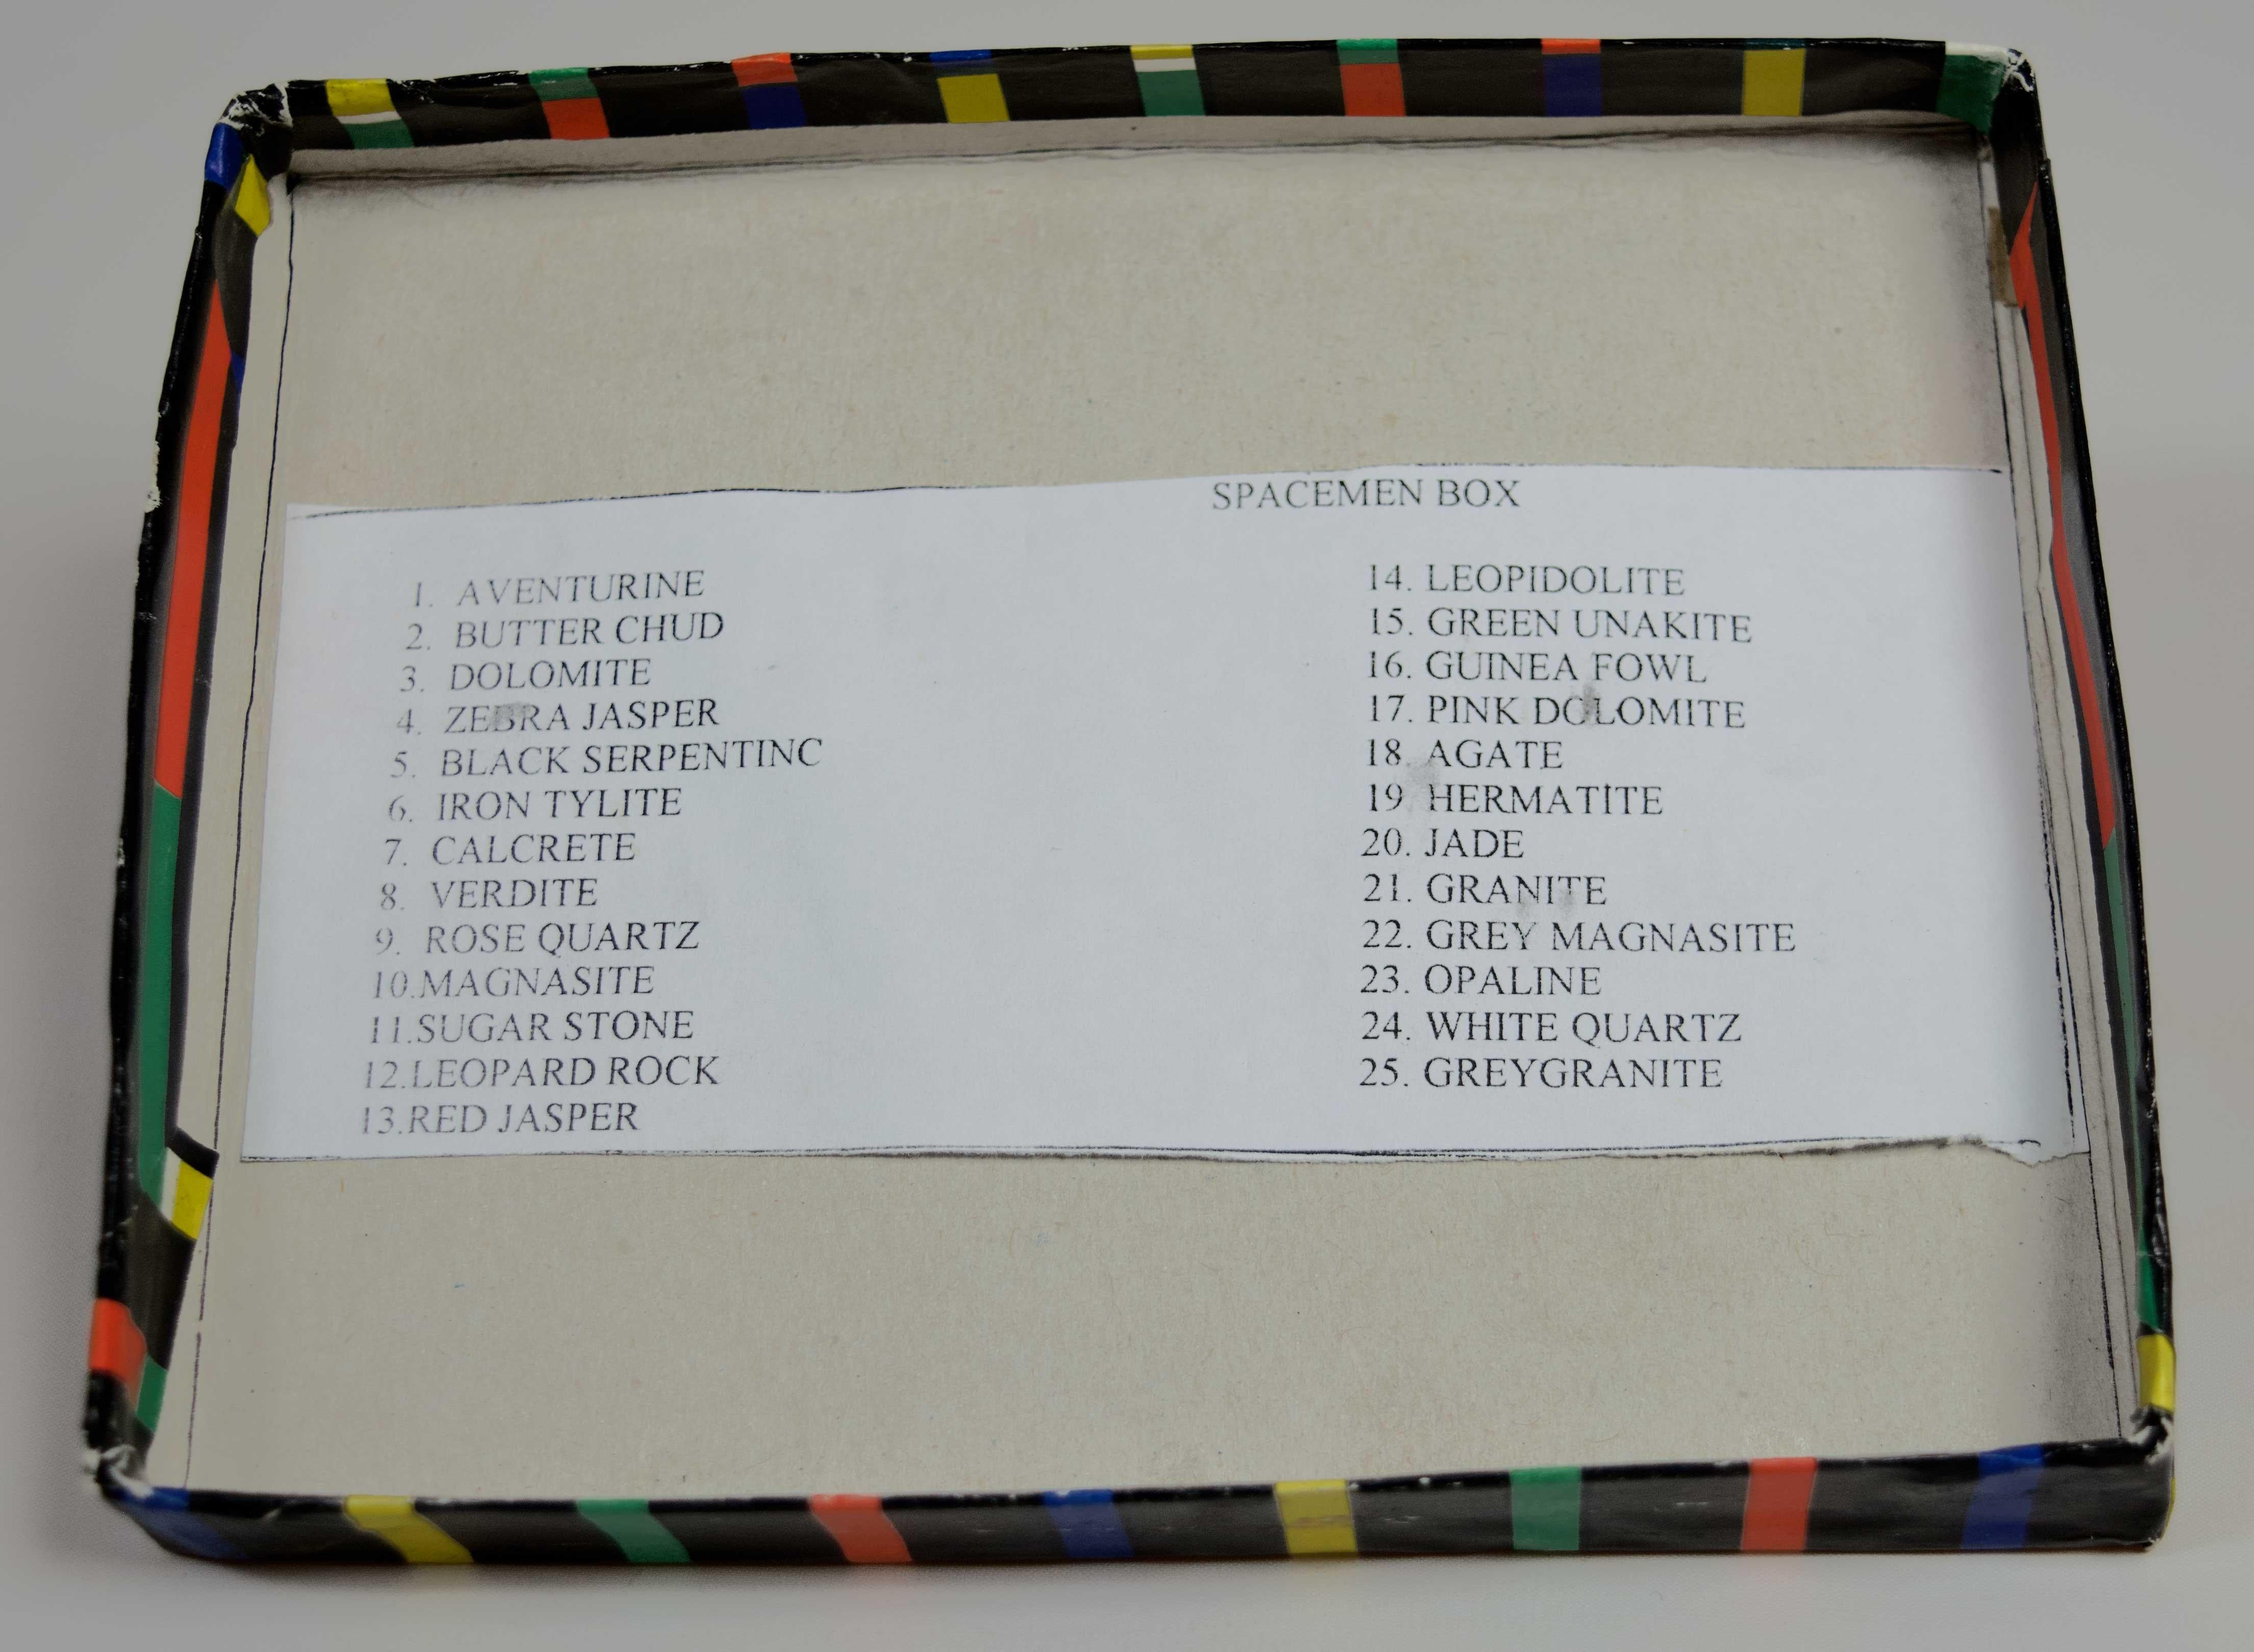 SPACEMEN BOX
1. AVENTURINE
2. BUTTER CHUD
3. DOLOMITE
4. ZEBRA JASPER
5. BLACK SERPENTINC
6. IRON TYLITE
7. CALCRETE
8. VERDITE
9. ROSE QUARTZ
10.MAGNASITE
11.SUGAR STONE
12.LEOPARD ROCK
13.RED JASPER
14. LEOPIDOLITE
15. GREEN UNAKITE
16. GUINEA FOWL
17. PINK DOLOMITE
18. AGATE
19 HERMATITE
20. JADE
21. GRANITE
22. GREY MAGNASITE
23. OPALINE
24. WHITE QUARTZ
25. GREYGRANITE